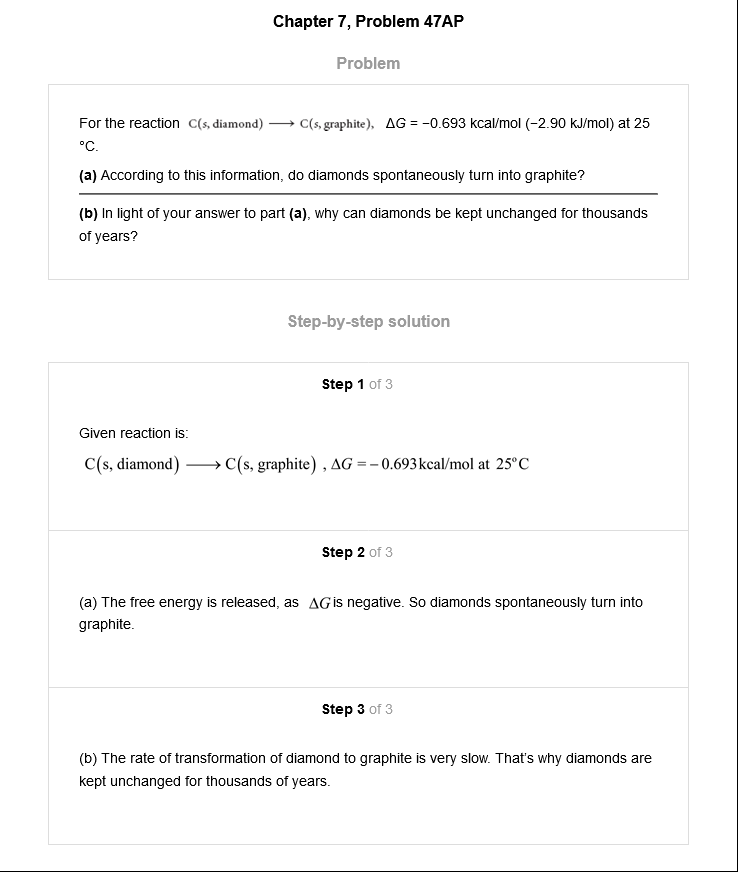 Chapter 7, Problem 47AP
Problem
For the reaction C(s, diamond) ⟶ C(s, graphite), ΔG = −0.693 kcal/mol (−2.90 kJ/mol) at 25
°C.
(a) According to this information, do diamonds spontaneously turn into graphite?
(b) In light of your answer to part (a), why can diamonds be kept unchanged for thousands
of years?
Step-by-step solution
Step 1 of 3
Given reaction is:
C(s, diamond) ⟶ C(s, graphite) , ΔG = − 0.693 kcal/mol at 25°C
Step 2 of 3
(a) The free energy is released, as ΔG is negative. So diamonds spontaneously turn into
graphite.
Step 3 of 3
(b) The rate of transformation of diamond to graphite is very slow. That's why diamonds are
kept unchanged for thousands of years.